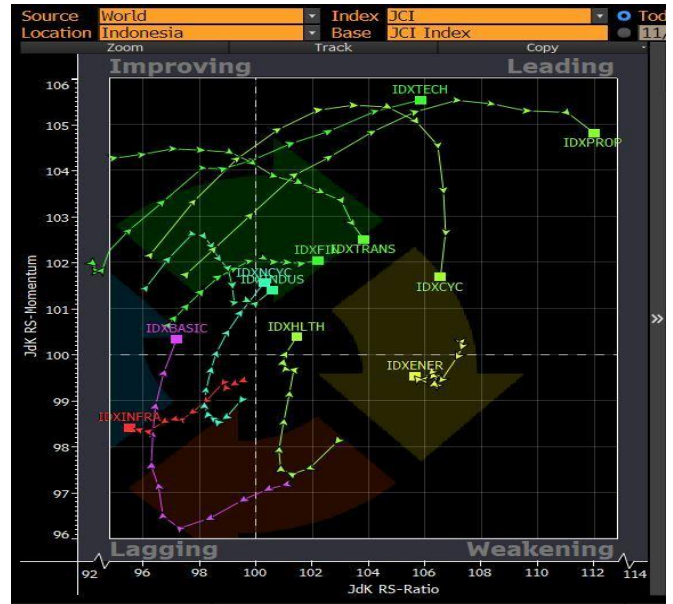 Source World Index JCI Tod
Location Indonesia Base JCI Index 11/
Zoom Track Copy
Improving Leading
106
IDXTECH
105
IDXPROP
104
103
IDXFIN IDXTRANS
102
IDXNCYC
IDXCYC
101
IDXBASIC IDXHLTH
100
IDXENER
99
IDXINFRA
98
97
96
Lagging Weakening
92 96 98 100 102 104 106 108 110 112 114
JdK RS-Ratio
JdK RS-Momentum
»